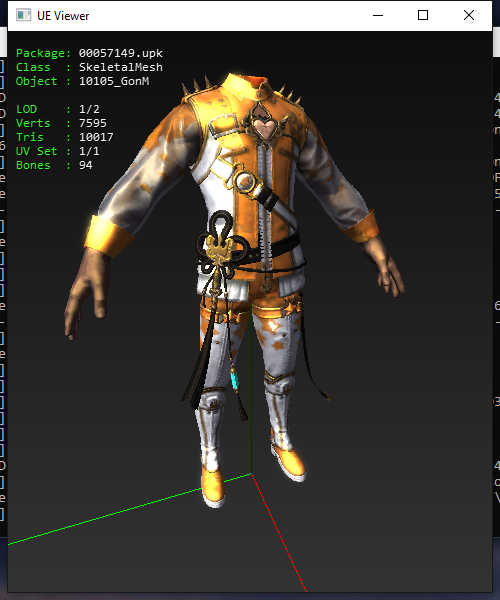 UE Viewer
Package: 00057149.upk
Class : SkeletalMesh
Object : 10105_GonM
LOD : 1/2
Verts : 7595
Tris : 10017
UV Set : 1/1
Bones : 94